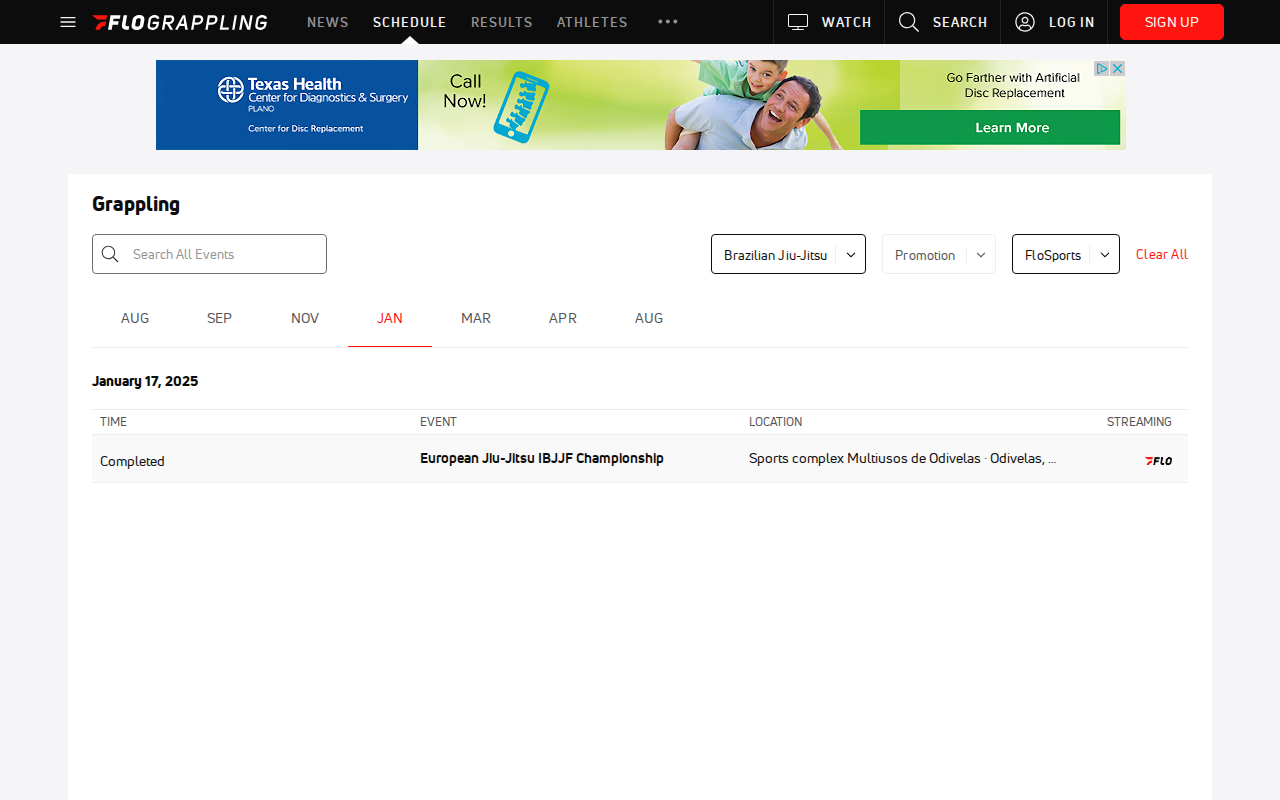 FLOGRAPPLING NEWS SCHEDULE RESULTS ATHLETES ••• WATCH SEARCH LOG IN SIGN UP
Texas Health
Center for Diagnostics & Surgery
PLANO
Center for Disc Replacement
Call
Now!
Go Farther with Artificial
Disc Replacement
Learn More
Grappling
Search All Events Brazilian Jiu-Jitsu Promotion FloSports Clear All
AUG SEP NOV JAN MAR APR AUG
January 17, 2025
TIME EVENT LOCATION STREAMING
Completed European Jiu-Jitsu IBJJF Championship Sports complex Multiusos de Odivelas · Odivelas, ... FLO